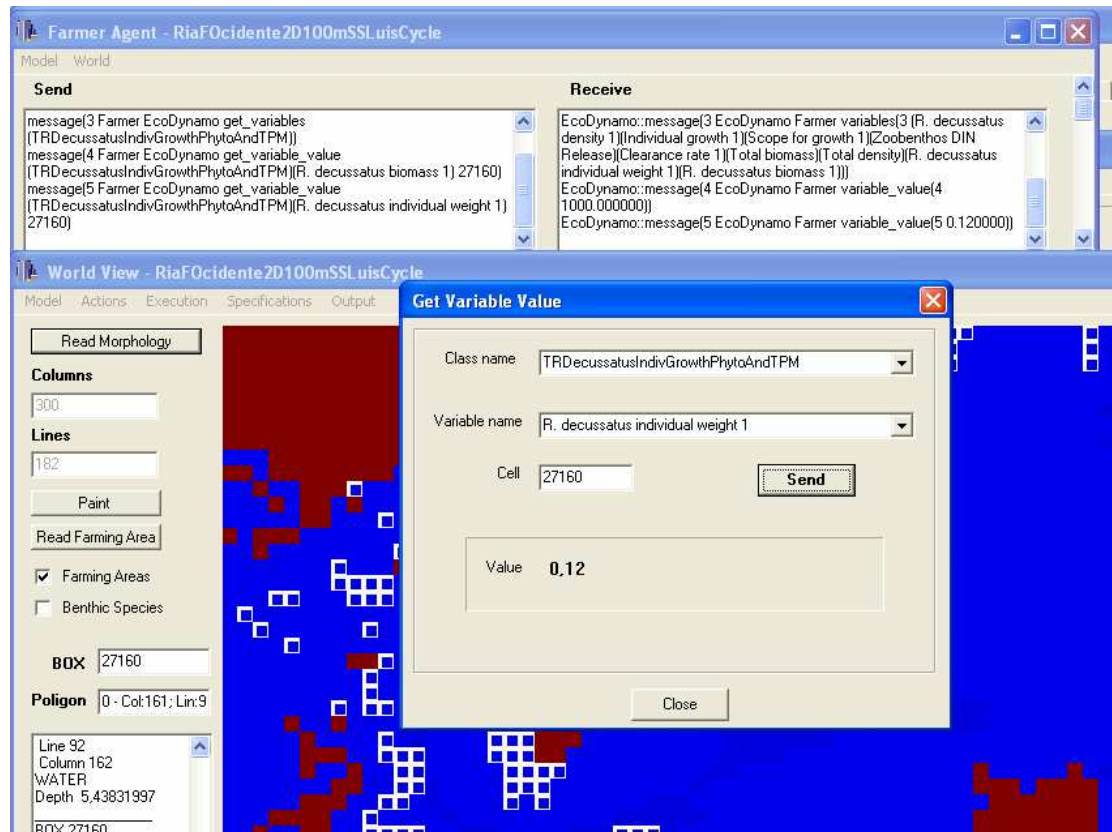 Farmer Agent - RiaFOcidente2D100mSSLuisCycle
Model World
Send
message(3 Farmer EcoDynamo get_variables
(TRDecussatusIndivGrowthPhytoAndTPM))
message(4 Farmer EcoDynamo get_variable_value
(TRDecussatusIndivGrowthPhytoAndTPM)(R. decussatus biomass 1) 27160)
message(5 Farmer EcoDynamo get_variable_value
(TRDecussatusIndivGrowthPhytoAndTPM)(R. decussatus individual weight 1)
27160)
Receive
EcoDynamo::message(3 EcoDynamo Farmer variables(3 (R. decussatus
density 1)(Individual growth 1)(Scope for growth 1)(Zoobenthos DIN
Release)(Clearance rate 1)(Total biomass)(Total density)(R. decussatus
individual weight 1)(R. decussatus biomass 1)))
EcoDynamo::message(4 EcoDynamo Farmer variable_value(4
1000.000000))
EcoDynamo::message(5 EcoDynamo Farmer variable_value(5 0.120000))
World View - RiaFOcidente2D100mSSLuisCycle
Model Actions Execution Specifications Output
Read Morphology
Columns
300
Lines
182
Paint
Read Farming Area
Farming Areas
Benthic Species
BOX 27160
Poligon 0 - Col:161; Lin:9
Line 92
Column 162
WATER
Depth 5,43831997
BOX 27160
Get Variable Value
Class name TRDecussatusIndivGrowthPhytoAndTPM
Variable name R. decussatus individual weight 1
Cell 27160
Send
Value 0,12
Close